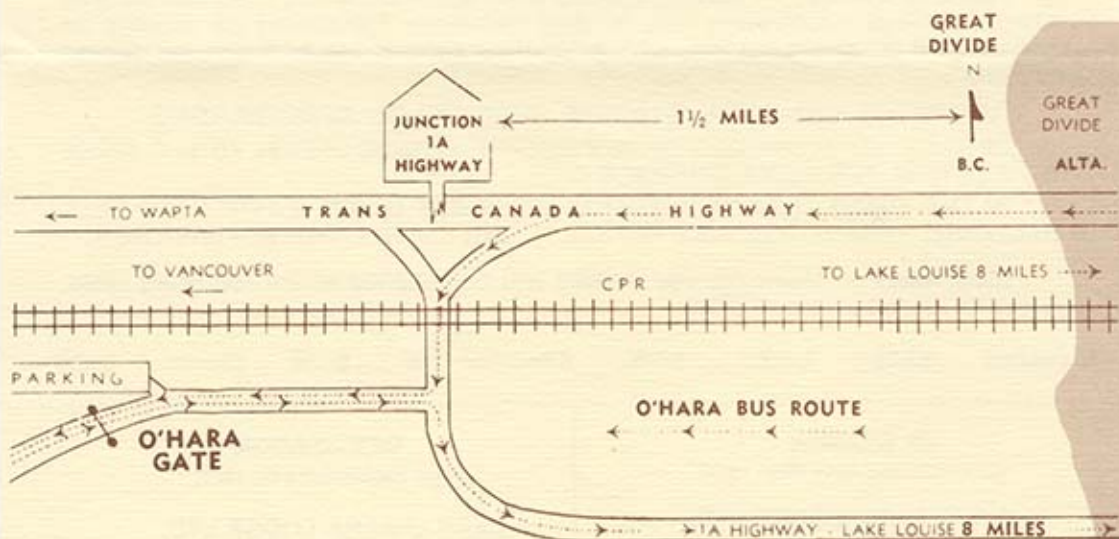 GREAT
DIVIDE
N
GREAT
DIVIDE
JUNCTION
1A
HIGHWAY
1½ MILES
B.C. ALTA.
TO WAPTA TRANS CANADA HIGHWAY
TO VANCOUVER
CPR
TO LAKE LOUISE 8 MILES
PARKING
O'HARA
GATE
O'HARA BUS ROUTE
1A HIGHWAY - LAKE LOUISE 8 MILES